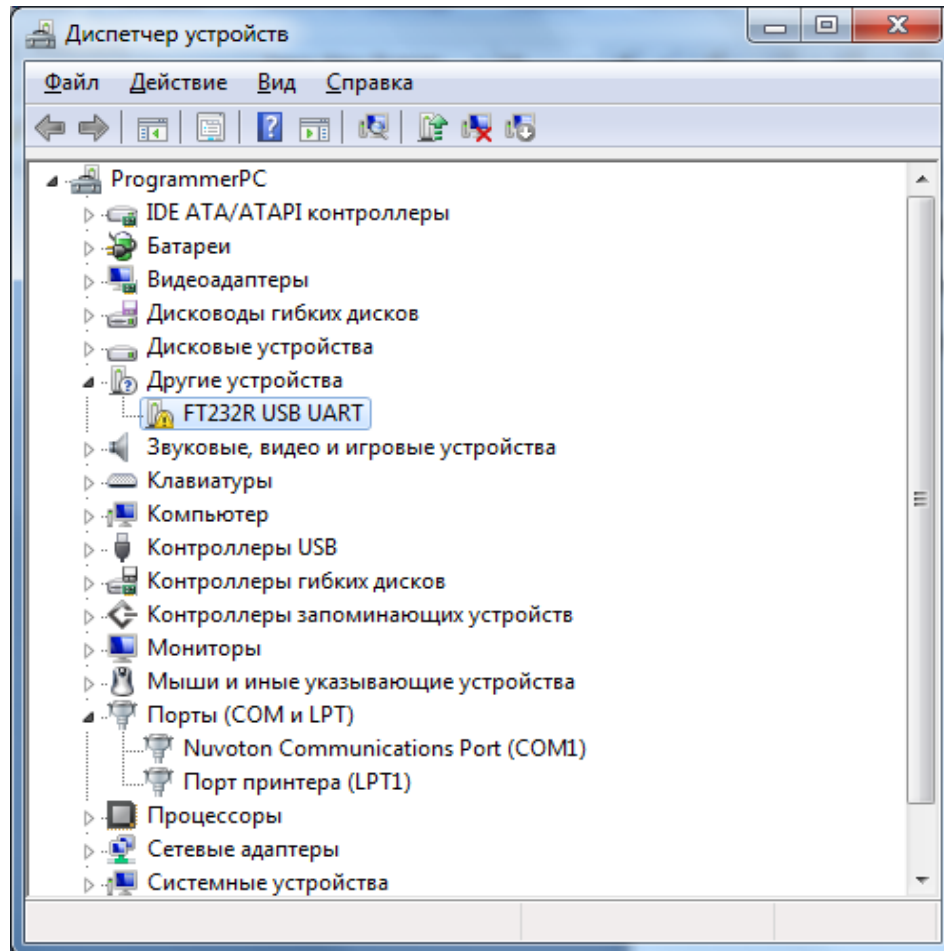 Диспетчер устройств
Файл Действие Вид Справка
ProgrammerPC
IDE ATA/ATAPI контроллеры
Батареи
Видеоадаптеры
Дисководы гибких дисков
Дисковые устройства
Другие устройства
FT232R USB UART
Звуковые, видео и игровые устройства
Клавиатуры
Компьютер
Контроллеры USB
Контроллеры гибких дисков
Контроллеры запоминающих устройств
Мониторы
Мыши и иные указывающие устройства
Порты (COM и LPT)
Nuvoton Communications Port (COM1)
Порт принтера (LPT1)
Процессоры
Сетевые адаптеры
Системные устройства